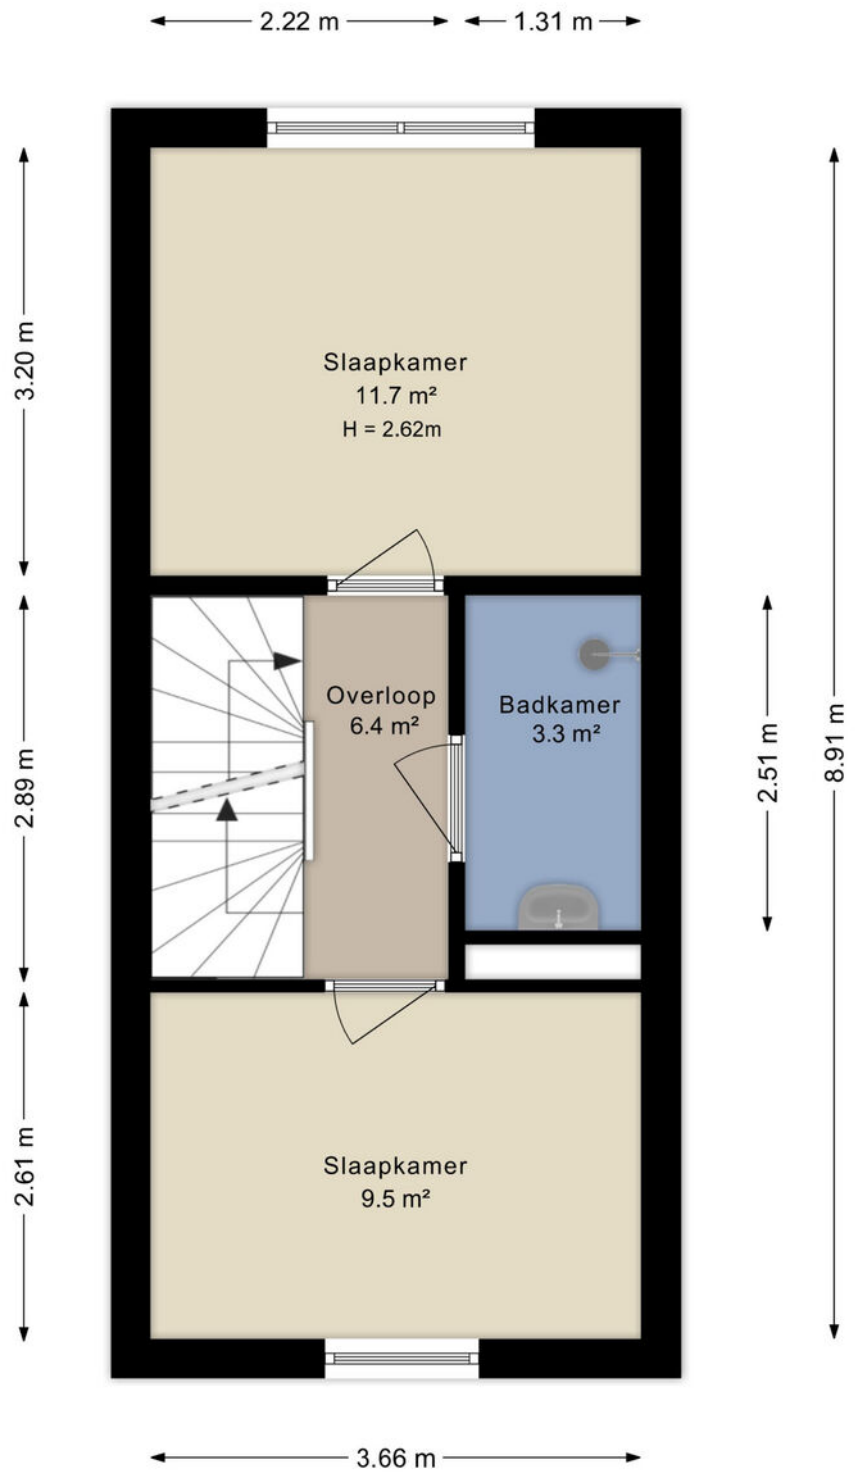 2.22 m
1.31 m
3.20 m
Slaapkamer
11.7 m²
H = 2.62m
Overloop
6.4 m²
Badkamer
3.3 m²
2.89 m
2.51 m
8.91 m
Slaapkamer
9.5 m²
2.61 m
3.66 m